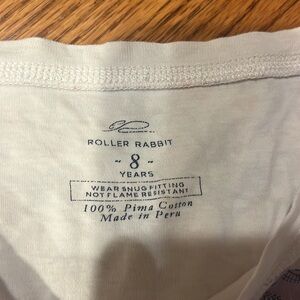 ROLLER RABBIT
- 8 -
YEARS
WEAR SNUG FITTING
NOT FLAME RESISTANT
100% Pima Cotton
Made in Peru